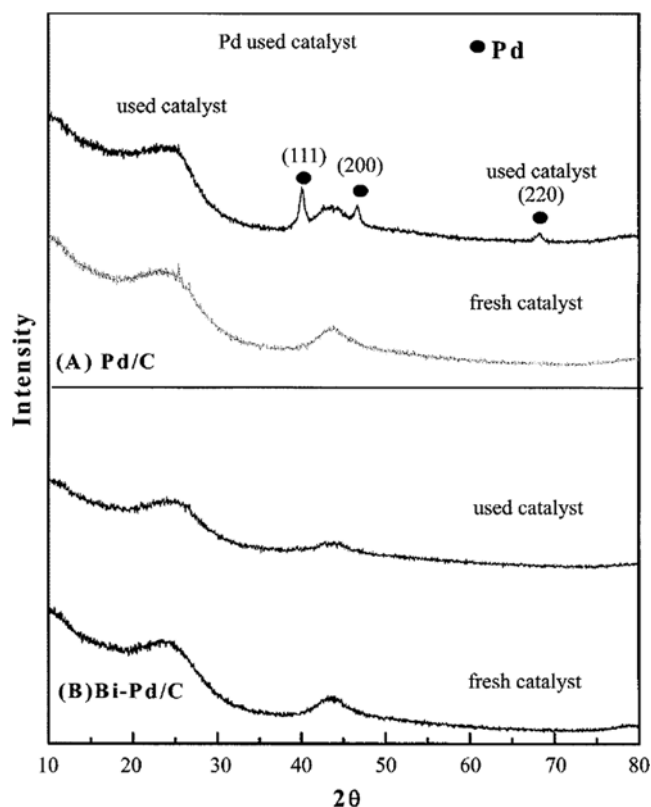 Pd used catalyst
Pd
used catalyst
(111)
(200)
used catalyst
(220)
fresh catalyst
(A) Pd/C
Intensity
used catalyst
fresh catalyst
(B)Bi-Pd/C
10 20 30 40 50 60 70 80
2θ